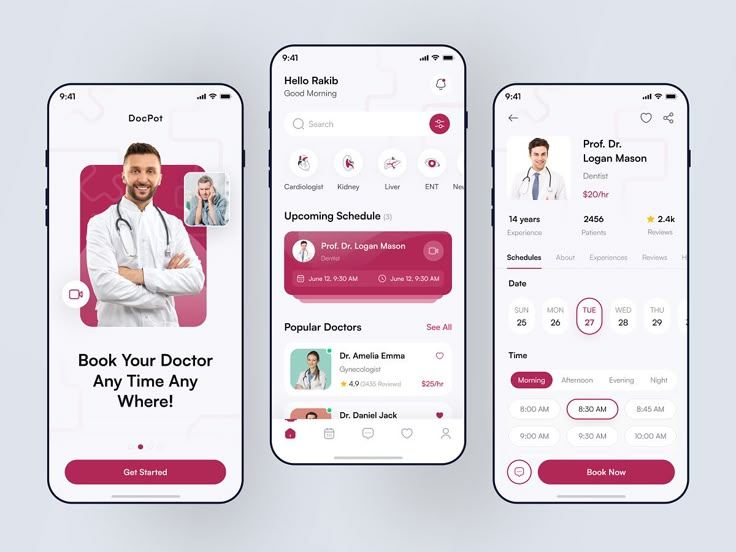 9:41
DocPot
Book Your Doctor
Any Time Any
Where!
Get Started
9:41
Hello Rakib
Good Morning
Search
Cardiologist Kidney Liver ENT
Upcoming Schedule (3)
Prof. Dr. Logan Mason
Dentist
June 12, 9:30 AM June 12, 9:30 AM
Popular Doctors See All
Dr. Amelia Emma
Gynecologist
4.9 (2435 Reviews) $25/hr
Dr. Daniel Jack
9:41
Prof. Dr.
Logan Mason
Dentist
$20/hr
14 years 2456 2.4k
Experience Patients Reviews
Schedules About Experiences Reviews
Date
SUN MON TUE WED THU
25 26 27 28 29
Time
Morning Afternoon Evening Night
8:00 AM 8:30 AM 8:45 AM
9:00 AM 9:30 AM 10:00 AM
Book Now